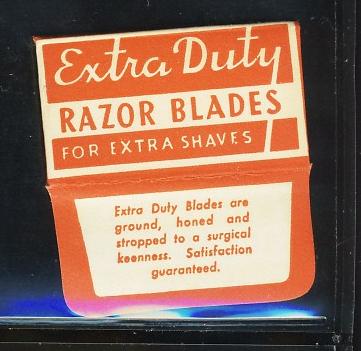 Extra Duty
RAZOR BLADES
FOR EXTRA SHAVES
Extra Duty Blades are
ground, honed and
stropped to a surgical
keenness. Satisfaction
guaranteed.